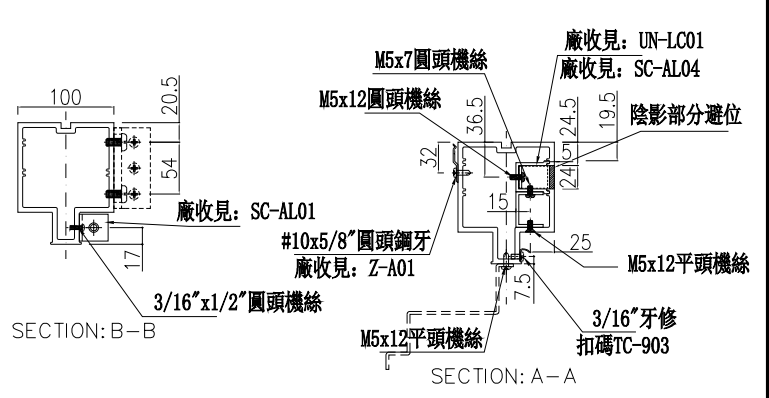 100
20.5
54
17
廠收見：SC-AL01
3/16"x1/2"圓頭機絲
SECTION: B-B
M5x7圓頭機絲
M5x12圓頭機絲
廠收見：UN-LC01
廠收見：SC-AL04
陰影部分避位
36.5
24.5
19.5
32
24.5
15
25
7.5
#10x5/8"圓頭鋼牙
廠收見：Z-A01
M5x12平頭機絲
M5x12平頭機絲
3/16"牙修
扣碼TC-903
SECTION: A-A